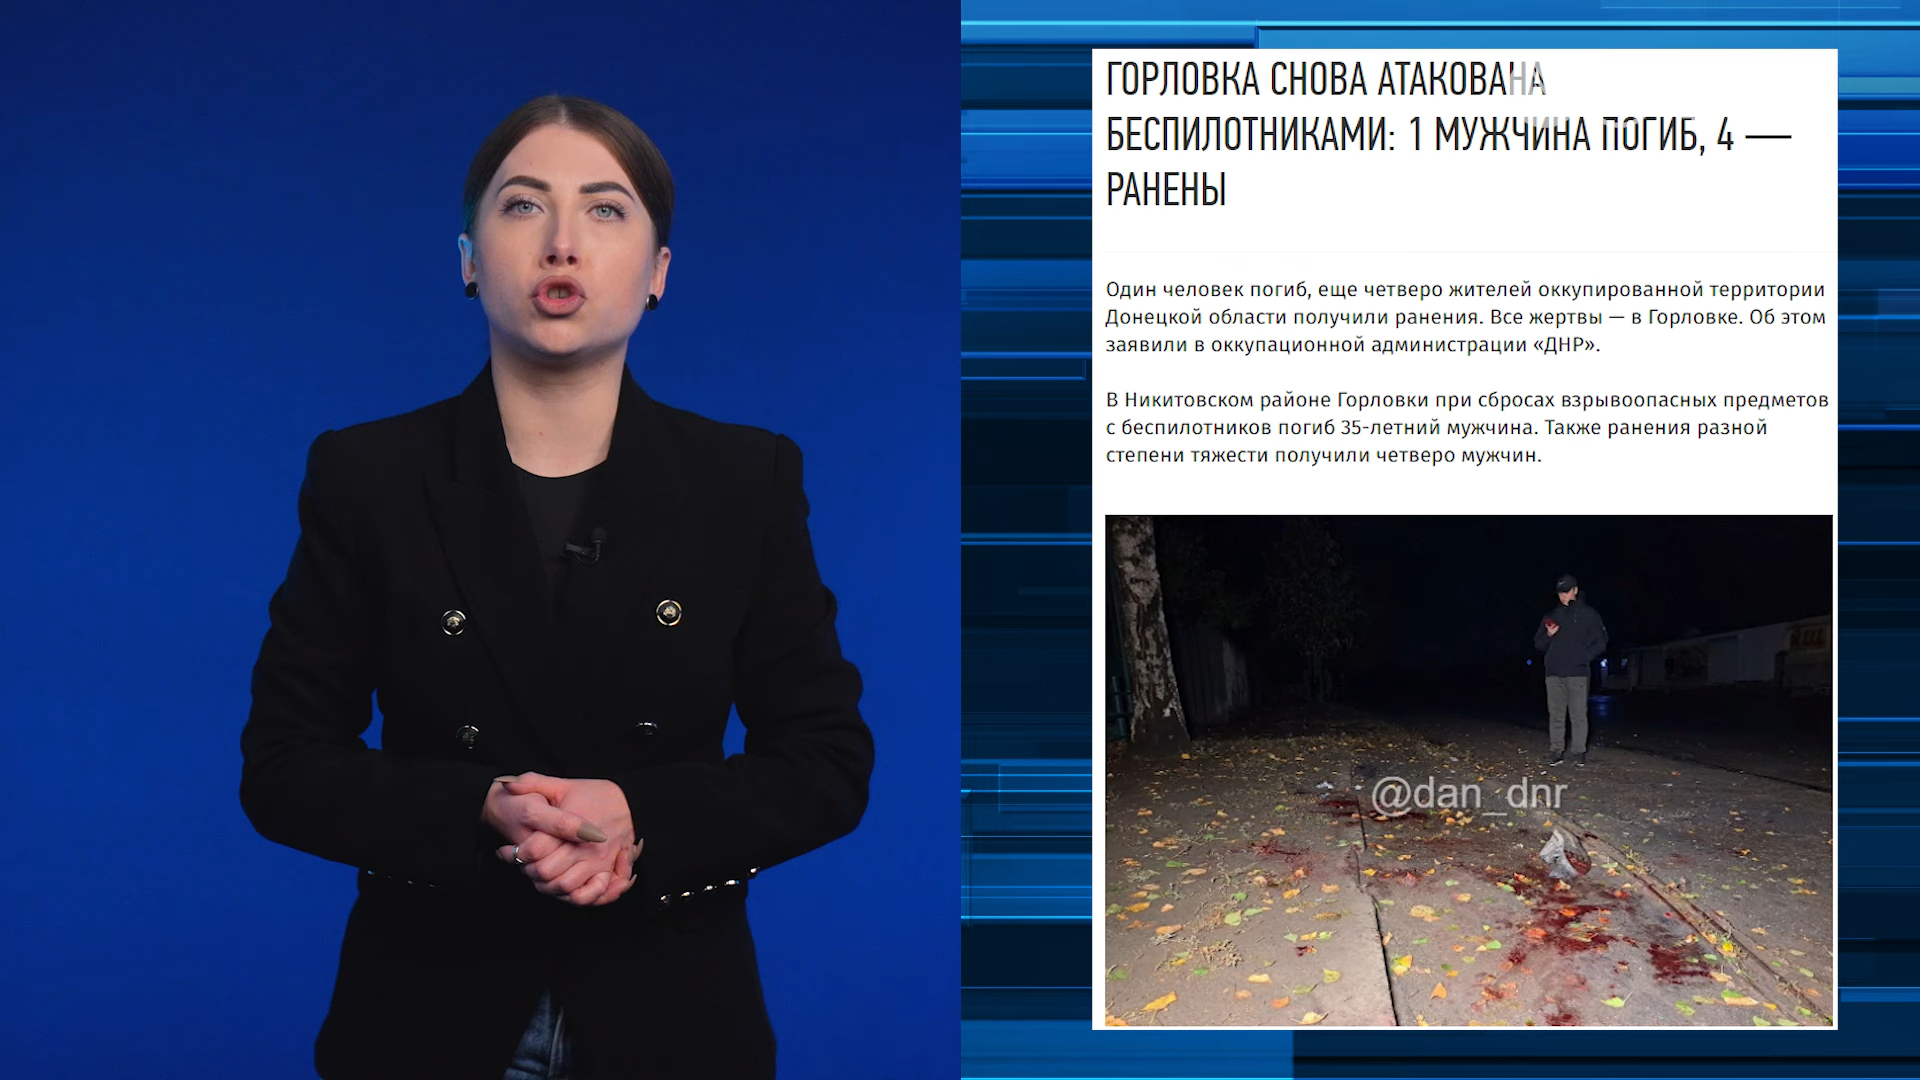 ГОРЛОВКА СНОВА АТАКОВАНА
БЕСПИЛОТНИКАМИ: 1 МУЖЧИНА ПОГИБ, 4 —
РАНЕНЫ
Один человек погиб, еще четверо жителей оккупированной территории
Донецкой области получили ранения. Все жертвы — в Горловке. Об этом
заявили в оккупационной администрации «ДНР».
В Никитовском районе Горловки при сбросах взрывоопасных предметов
с беспилотников погиб 35-летний мужчина. Также ранения разной
степени тяжести получили четверо мужчин.
@dan_dnr